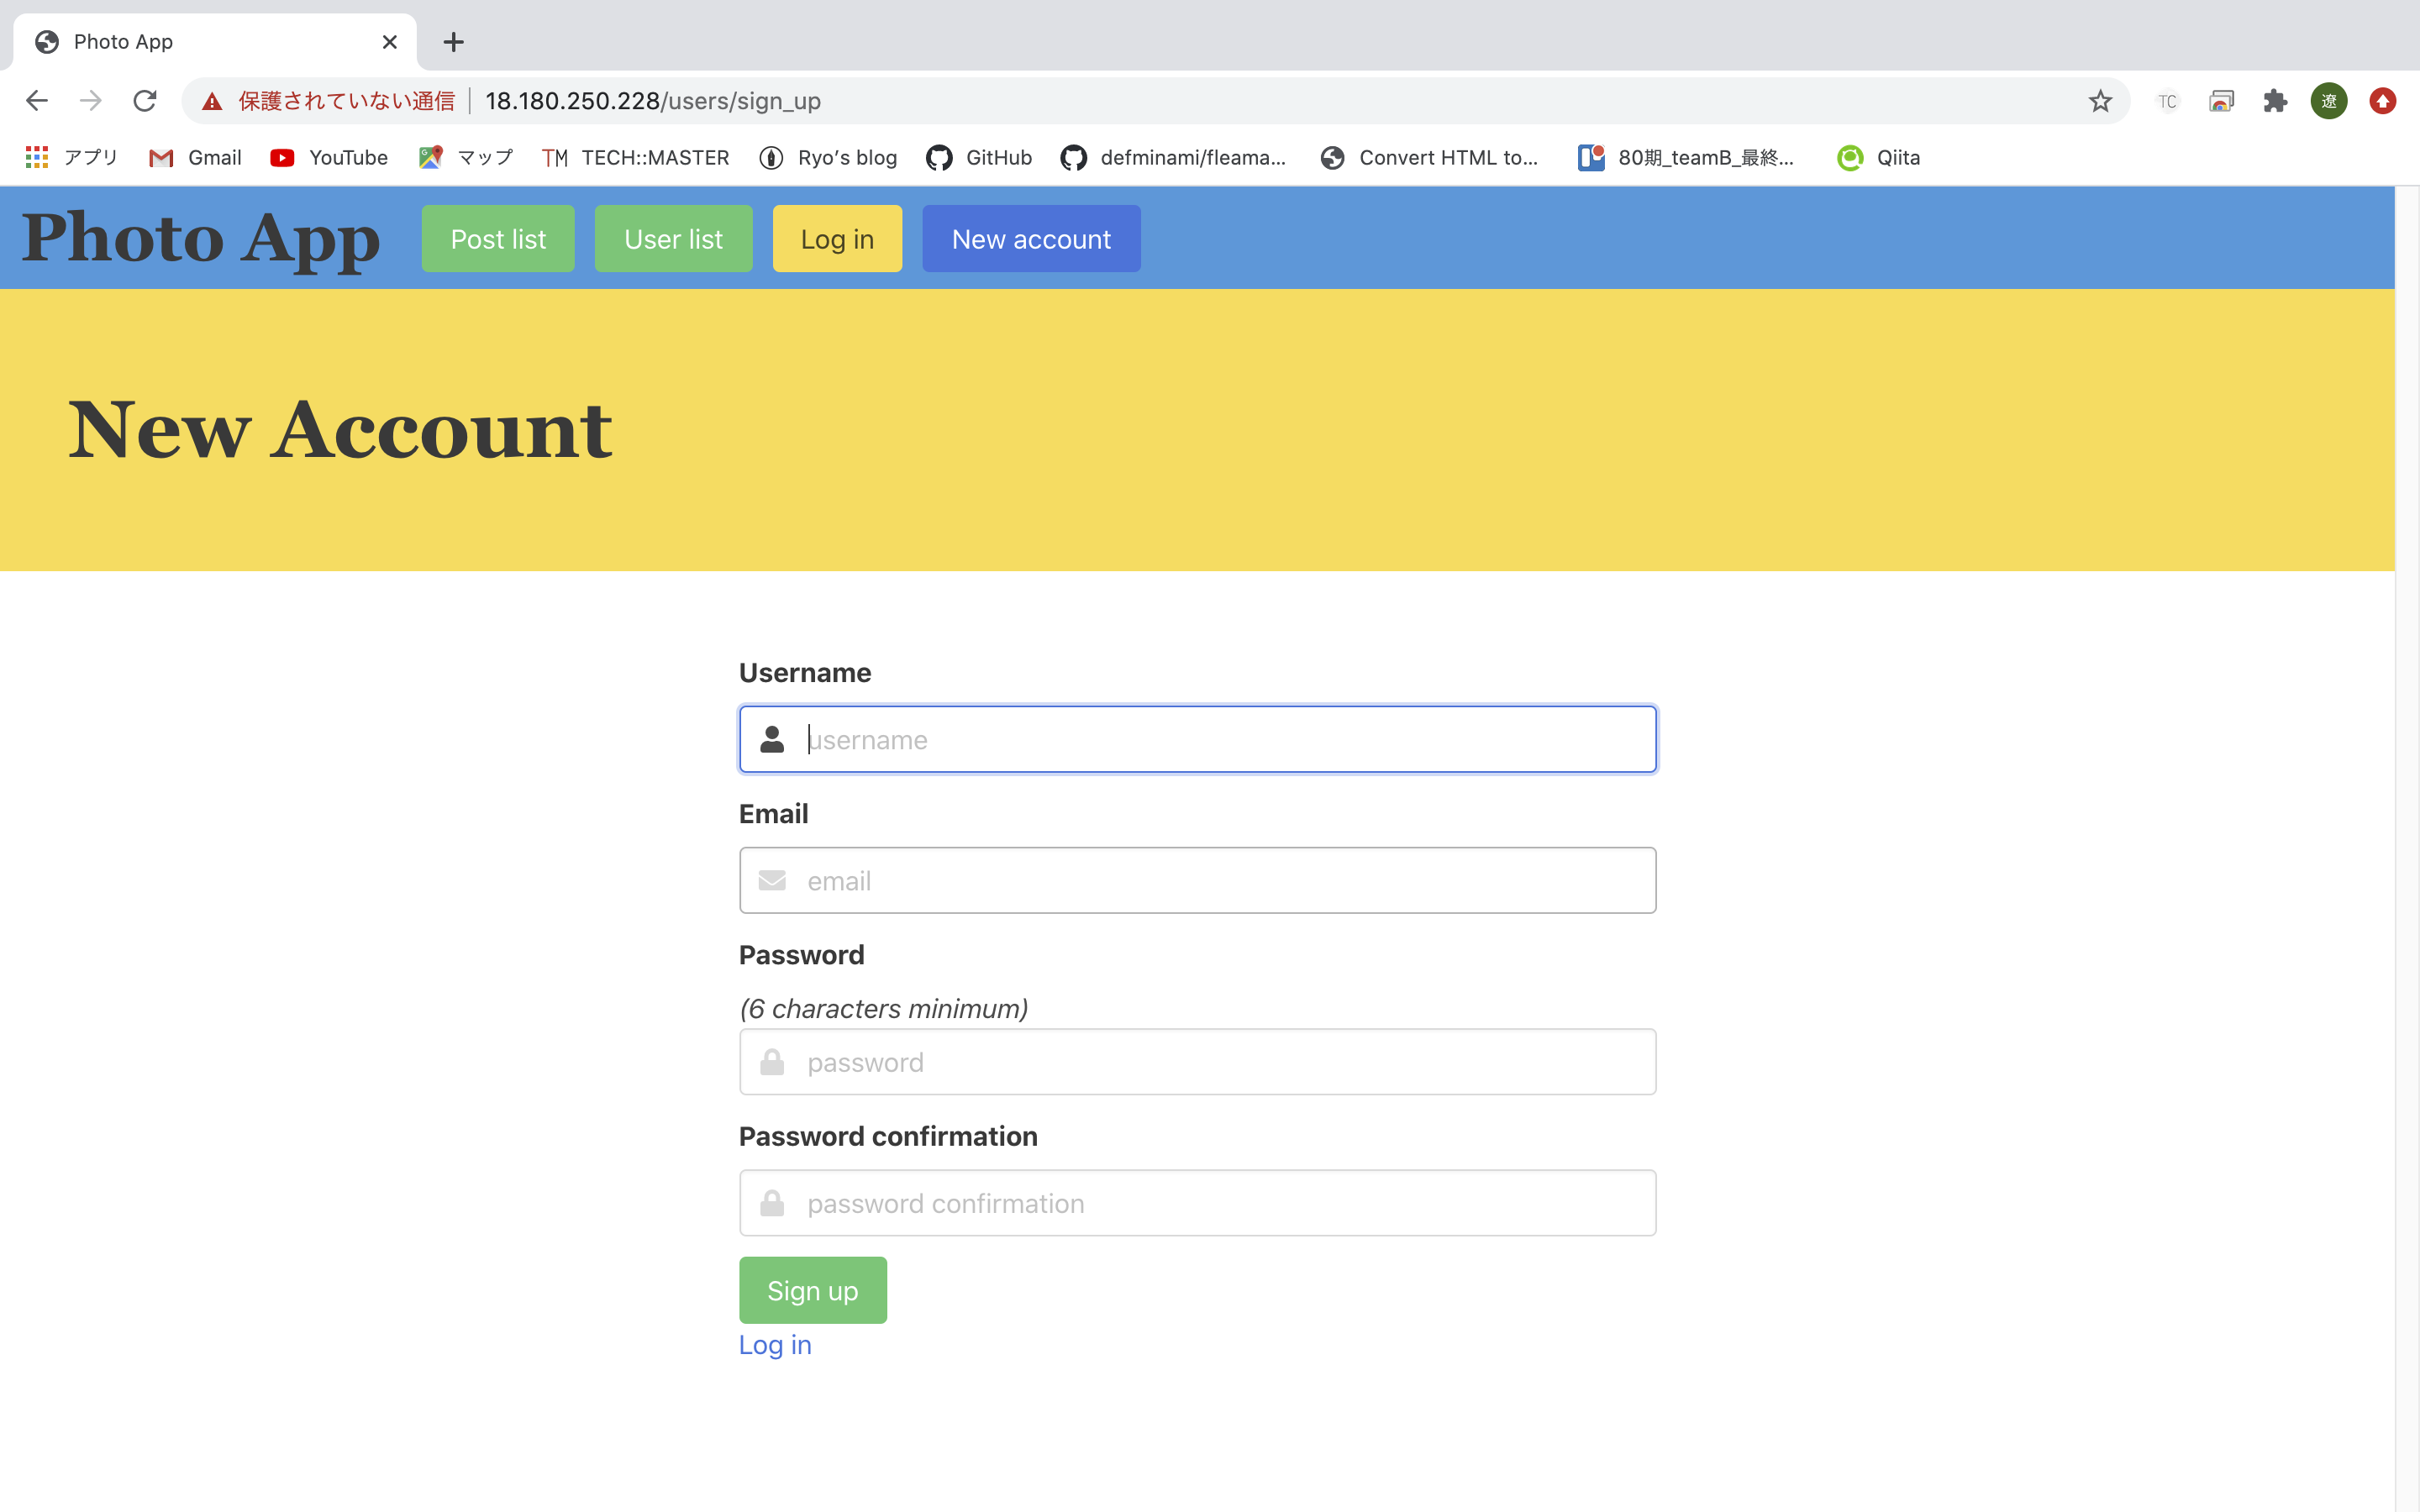 Photo App
保護されていない通信 18.180.250.228/users/sign_up TC 遼
アプリ Gmail YouTube マップ TM TECH::MASTER Ryo’s blog GitHub defminami/fleama... Convert HTML to... 80期_teamB_最終... Qiita
Photo App Post list User list Log in New account
New Account
Username
username
Email
email
Password
(6 characters minimum)
password
Password confirmation
password confirmation
Sign up
Log in